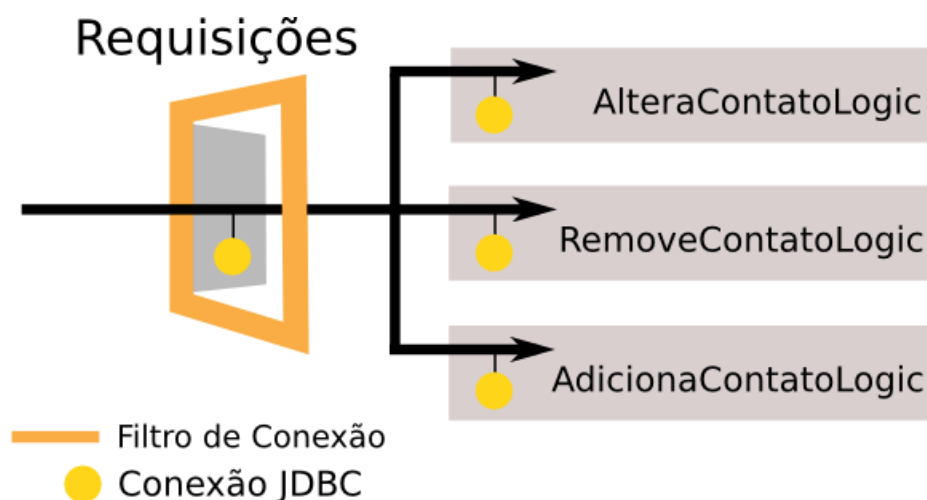 Requisições
AlteraContatoLogic
RemoveContatoLogic
AdicionaContatoLogic
Filtro de Conexão
Conexão JDBC